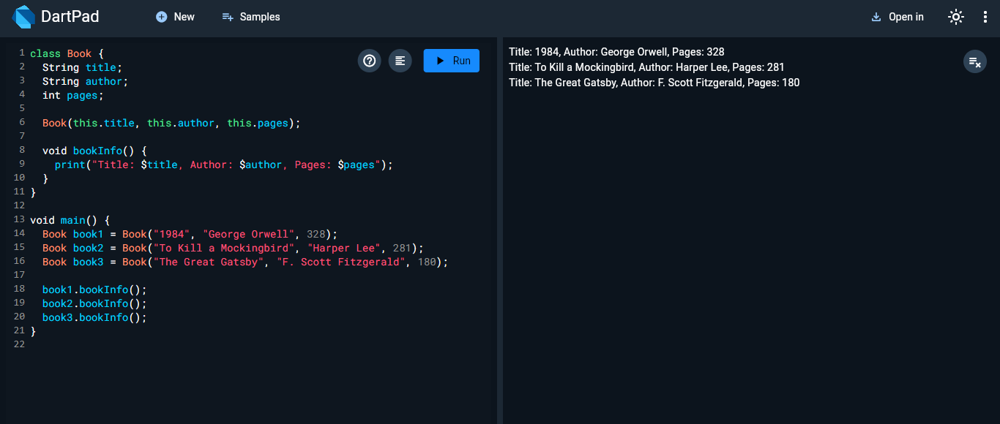 DartPad
New
Samples
Open in
Run
1 class Book {
2   String title;
3   String author;
4   int pages;
5
6   Book(this.title, this.author, this.pages);
7
8   void bookInfo() {
9     print("Title: $title, Author: $author, Pages: $pages");
10   }
11 }
12
13 void main() {
14   Book book1 = Book("1984", "George Orwell", 328);
15   Book book2 = Book("To Kill a Mockingbird", "Harper Lee", 281);
16   Book book3 = Book("The Great Gatsby", "F. Scott Fitzgerald", 180);
17
18   book1.bookInfo();
19   book2.bookInfo();
20   book3.bookInfo();
21 }
22
Title: 1984, Author: George Orwell, Pages: 328
Title: To Kill a Mockingbird, Author: Harper Lee, Pages: 281
Title: The Great Gatsby, Author: F. Scott Fitzgerald, Pages: 180